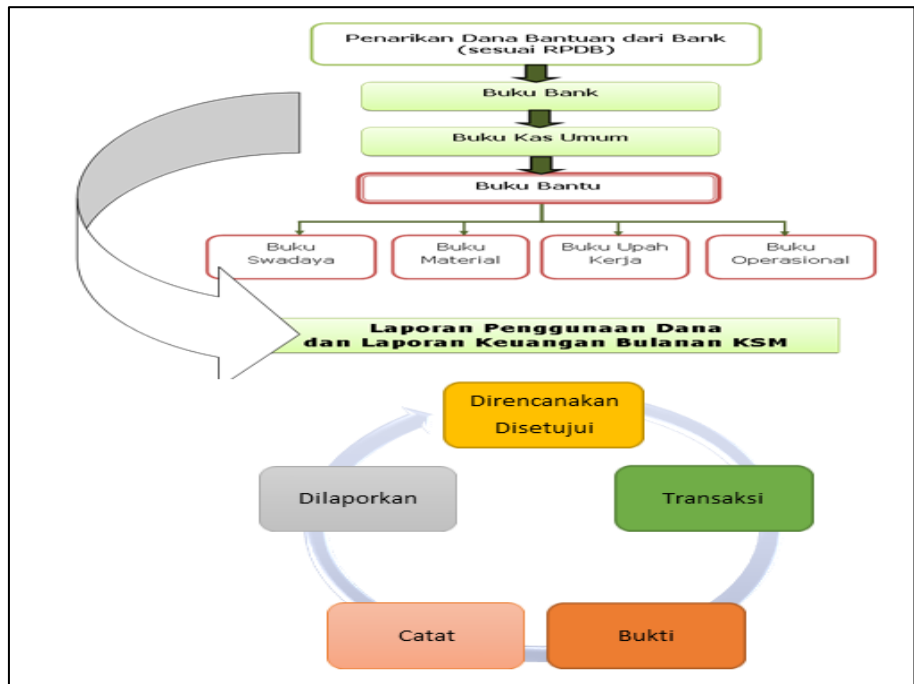 Penarikan Dana Bantuan dari Bank
(sesuai RPDB)
Buku Bank
Buku Kas Umum
Buku Bantu
Buku
Swadaya
Buku
Material
Buku Upah
Kerja
Buku
Operasional
Laporan Penggunaan Dana
dan Laporan Keuangan Bulanan KSM
Direncanakan
Disetujui
Transaksi
Bukti
Catat
Dilaporkan